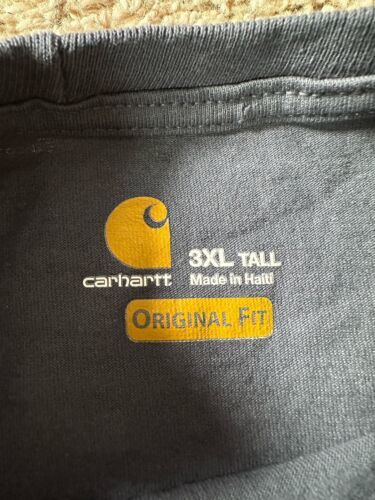 3XL TALL
carhartt Made in Haiti
ORIGINAL FIT